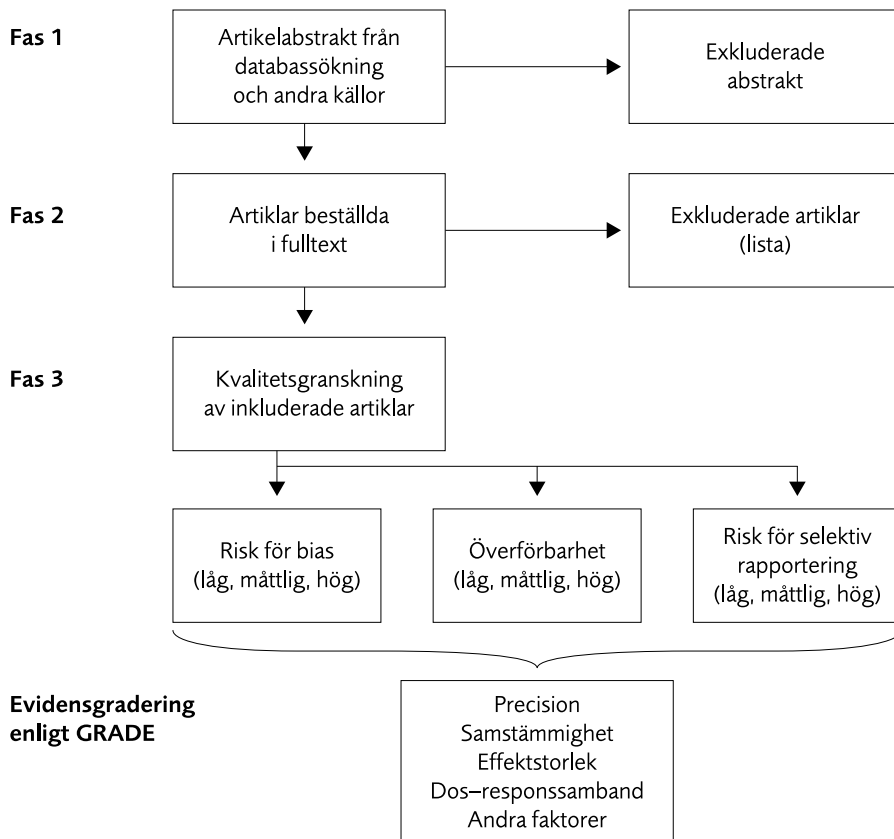 Fas 1
Artikelabstrakt från
databassökning
och andra källor
Exkluderade
abstrakt
Fas 2
Artiklar beställda
i fulltext
Exkluderade artiklar
(lista)
Fas 3
Kvalitetsgranskning
av inkluderade artiklar
Risk för bias
(låg, måttlig, hög)
Överförbarhet
(låg, måttlig, hög)
Risk för selektiv
rapportering
(låg, måttlig, hög)
Evidensgradering
enligt GRADE
Precision
Samstämmighet
Effektstorlek
Dos–responssamband
Andra faktorer